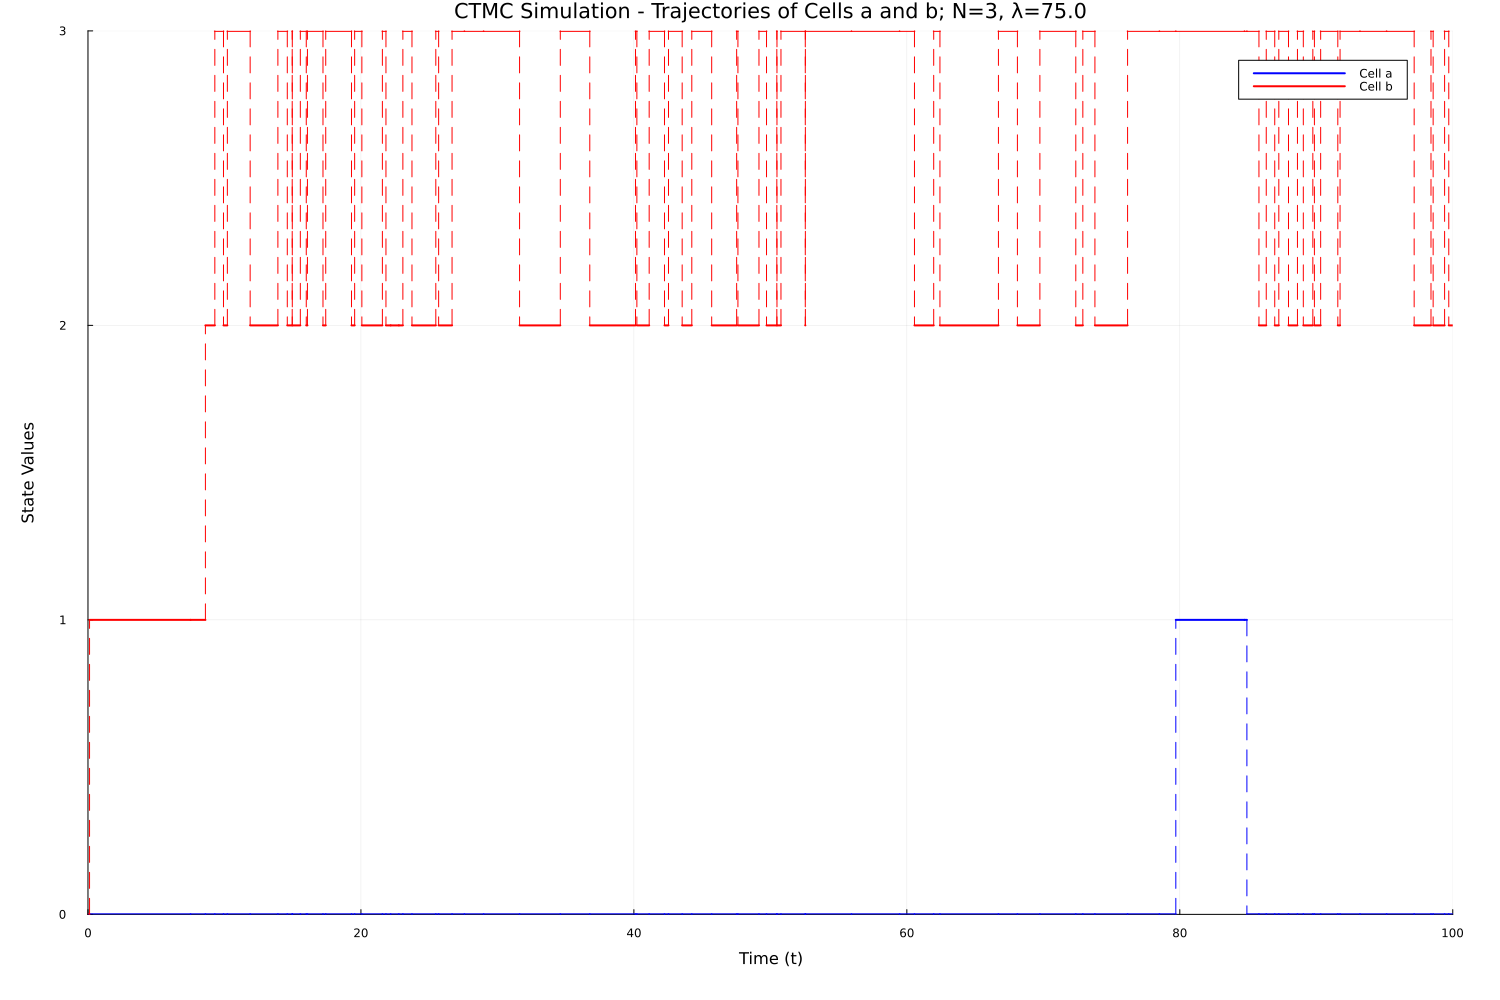 CTMC Simulation - Trajectories of Cells a and b; N=3, λ=75.0
3
Cell a
Cell b
2
State Values
1
0
0 20 40 60 80 100
Time (t)